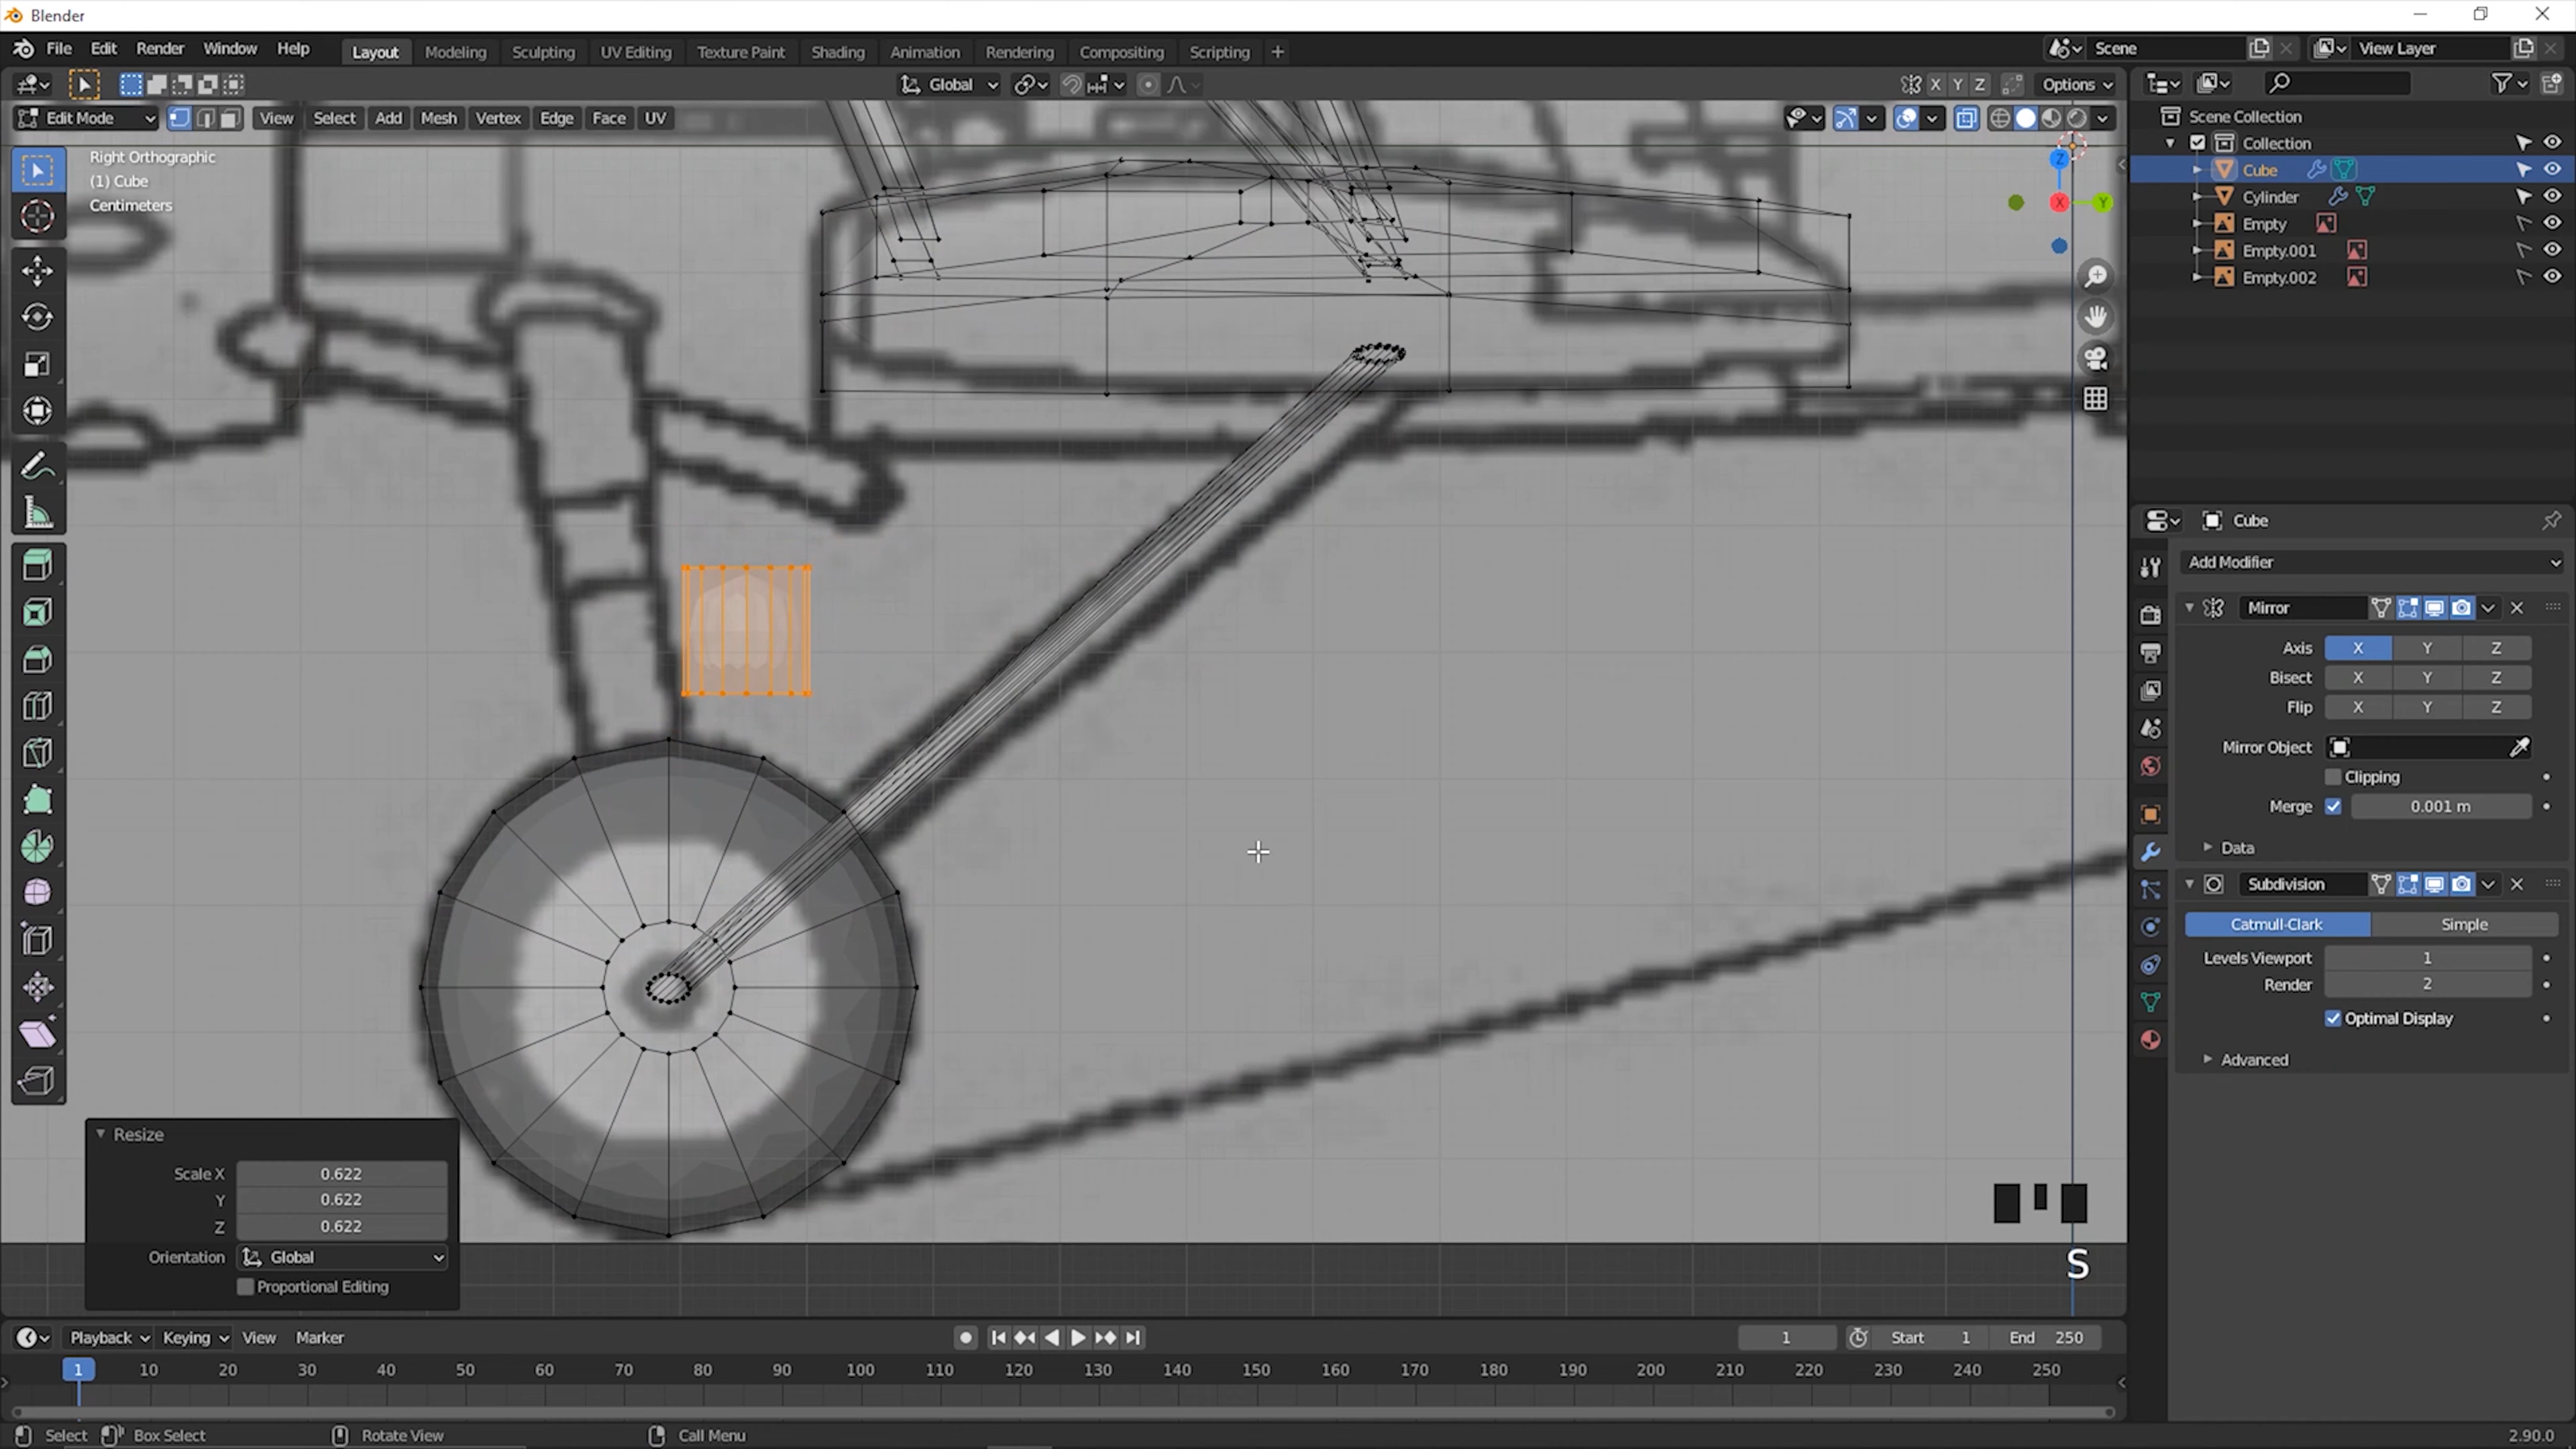 Blender
File Edit Render Window Help Layout Modeling Sculpting UV Editing Texture Paint Shading Animation Rendering Compositing Scripting + Scene View Layer
Global X Y Z Options
Edit Mode View Select Add Mesh Vertex Edge Face UV
Right Orthographic
(1) Cube
Centimeters
Z
X Y
Scene Collection
Collection
Cube
Cylinder
Empty
Empty.001
Empty.002
Cube
Add Modifier
Mirror
Axis X Y Z
Bisect X Y Z
Flip X Y Z
Mirror Object
Clipping
Merge 0.001 m
Data
Subdivision
Catmull-Clark Simple
Levels Viewport 1
Render 2
Optimal Display
Advanced
Resize
Scale X 0.622
Y 0.622
Z 0.622
Orientation Global
Proportional Editing
S
Playback Keying View Marker 1 Start 1 End 250
1 10 20 30 40 50 60 70 80 90 100 110 120 130 140 150 160 170 180 190 200 210 220 230 240 250
Select Box Select Rotate View Call Menu 2.90.0